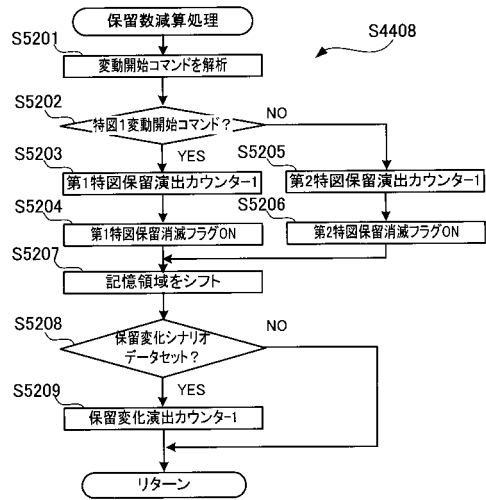 保留数減算処理
S4408
S5201
変動開始コマンドを解析
S5202
特図1変動開始コマンド？
NO
YES
S5203
第1特図保留演出カウンター1
S5205
第2特図保留演出カウンター1
S5204
第1特図保留消滅フラグON
S5206
第2特図保留消滅フラグON
S5207
記憶領域をシフト
S5208
保留変化シナリオ
データセット？
NO
YES
S5209
保留変化演出カウンター1
リターン